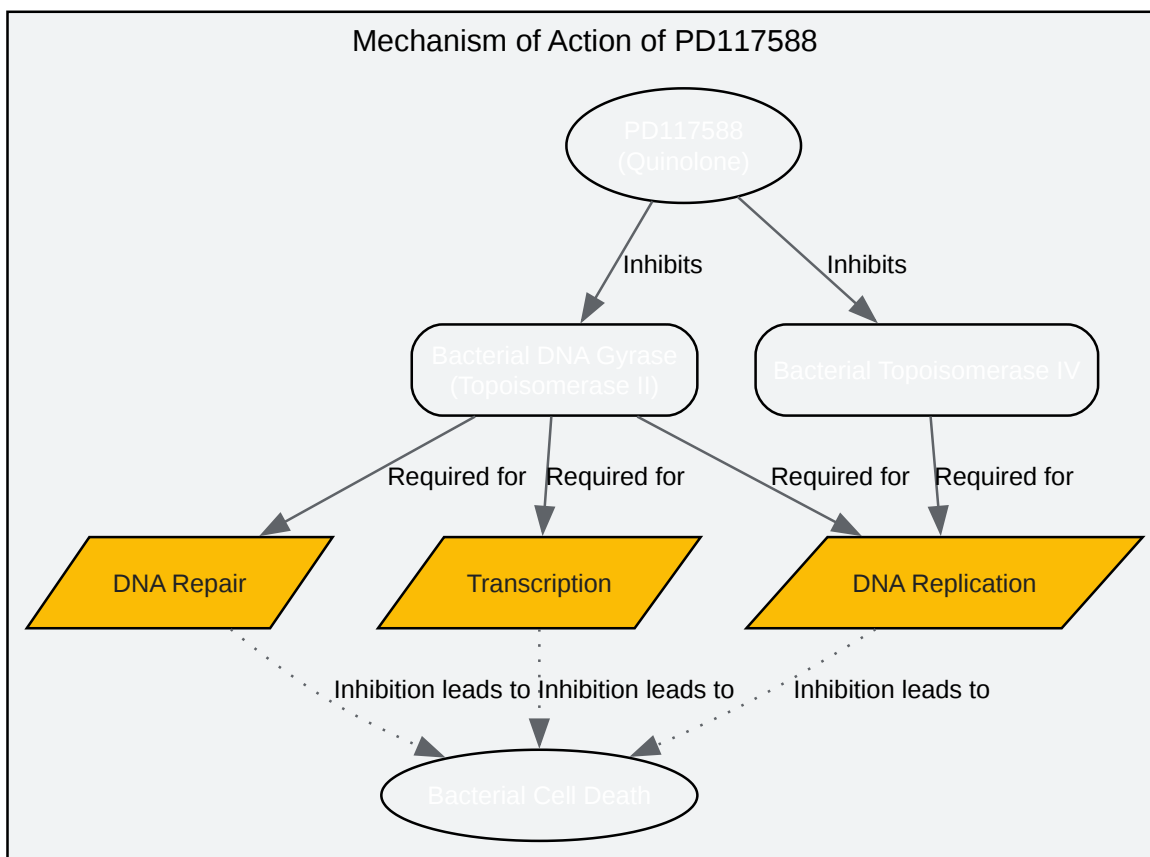 Mechanism of Action of PD117588
PD117588
(Quinolone)
Inhibits
Inhibits
Bacterial DNA Gyrase
(Topoisomerase II)
Bacterial Topoisomerase IV
Required for
Required for
Required for
Required for
DNA Repair
Transcription
DNA Replication
Inhibition leads to
Inhibition leads to
Inhibition leads to
Bacterial Cell Death